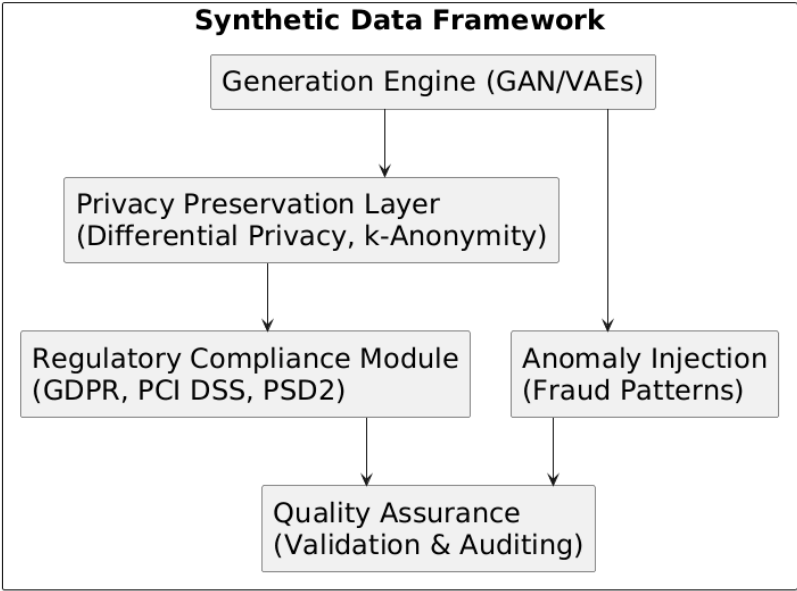 Synthetic Data Framework
Generation Engine (GAN/VAEs)
Privacy Preservation Layer
(Differential Privacy, k-Anonymity)
Regulatory Compliance Module
(GDPR, PCI DSS, PSD2)
Anomaly Injection
(Fraud Patterns)
Quality Assurance
(Validation & Auditing)